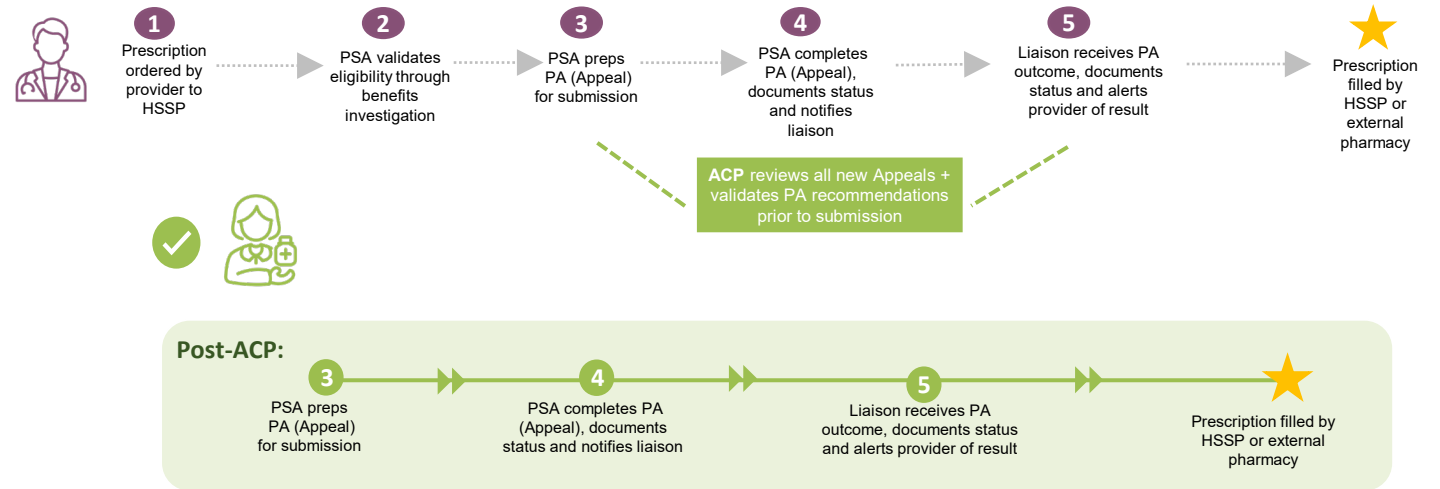 1
Prescription
ordered by
provider to
HSSP
2
PSA validates
eligibility through
benefits
investigation
3
PSA preps
PA (Appeal)
for submission
4
PSA completes
PA (Appeal),
documents status
and notifies
liaison
5
Liaison receives PA
outcome, documents
status and alerts
provider of result
Prescription
filled by
HSSP or
external
pharmacy
ACP reviews all new Appeals +
validates PA recommendations
prior to submission
Post-ACP:
3
PSA preps
PA (Appeal)
for submission
4
PSA completes PA
(Appeal), documents
status and notifies liaison
5
Liaison receives PA
outcome, documents status
and alerts provider of result
Prescription filled by
HSSP or external
pharmacy